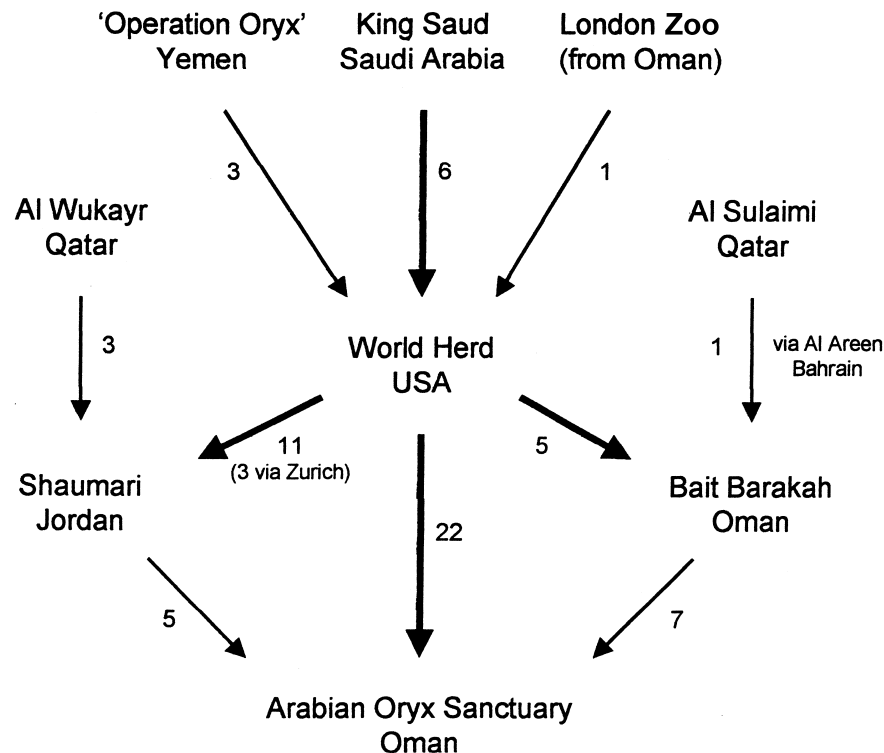 ‘Operation Oryx’
Yemen
King Saud
Saudi Arabia
London Zoo
(from Oman)
3
6
1
Al Wukayr
Qatar
Al Sulaimi
Qatar
3
World Herd
USA
1
via Al Areen
Bahrain
11
(3 via Zurich)
5
Shaumari
Jordan
Bait Barakah
Oman
22
5
7
Arabian Oryx Sanctuary
Oman